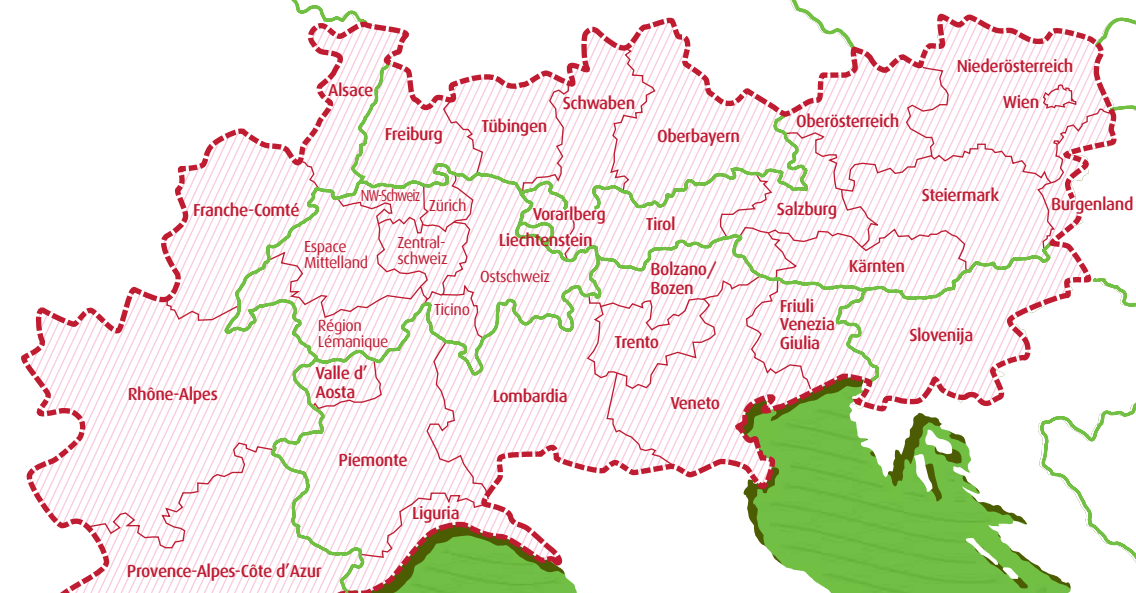 Niederösterreich
Alsace
Wien
Schwaben
Tübingen
Oberösterreich
Freiburg
Oberbayern
NW-Schweiz
Steiermark
Franche-Comté
Zürich
Vorarlberg
Salzburg
Burgenland
Tirol
Liechtenstein
Espace
Mittelland
Zentral-
schweiz
Ostschweiz
Bolzano/
Bozen
Kärnten
Ticino
Friuli
Venezia
Giulia
Région
Lémanique
Trento
Slovenija
Valle d’
Aosta
Rhône-Alpes
Lombardia
Veneto
Piemonte
Liguria
Provence-Alpes-Côte d’Azur